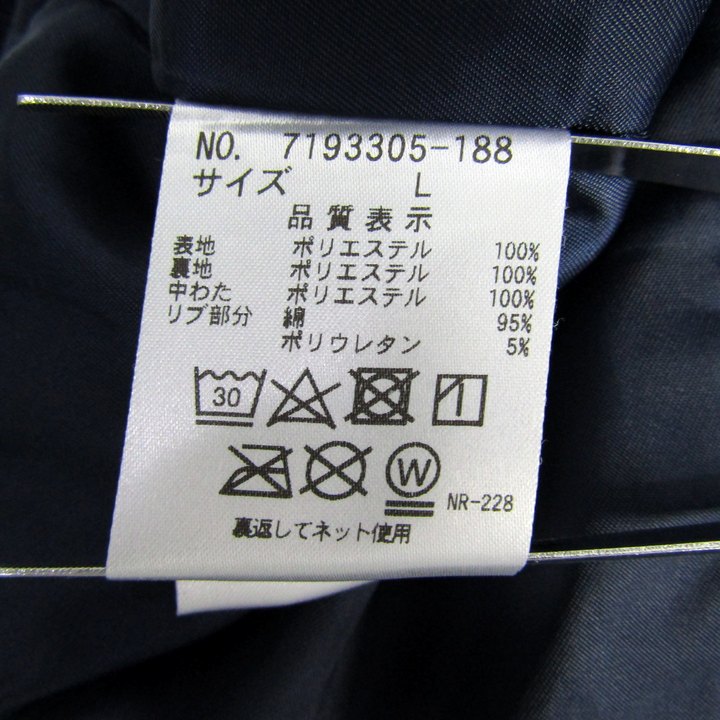 NO. 7193305-188
サイズ L
品質表示
表地 ポリエステル 100%
裏地 ポリエステル 100%
中わた ポリエステル 100%
リブ部分 綿 95%
ポリウレタン 5%
30
W NR-228
裏返してネット使用